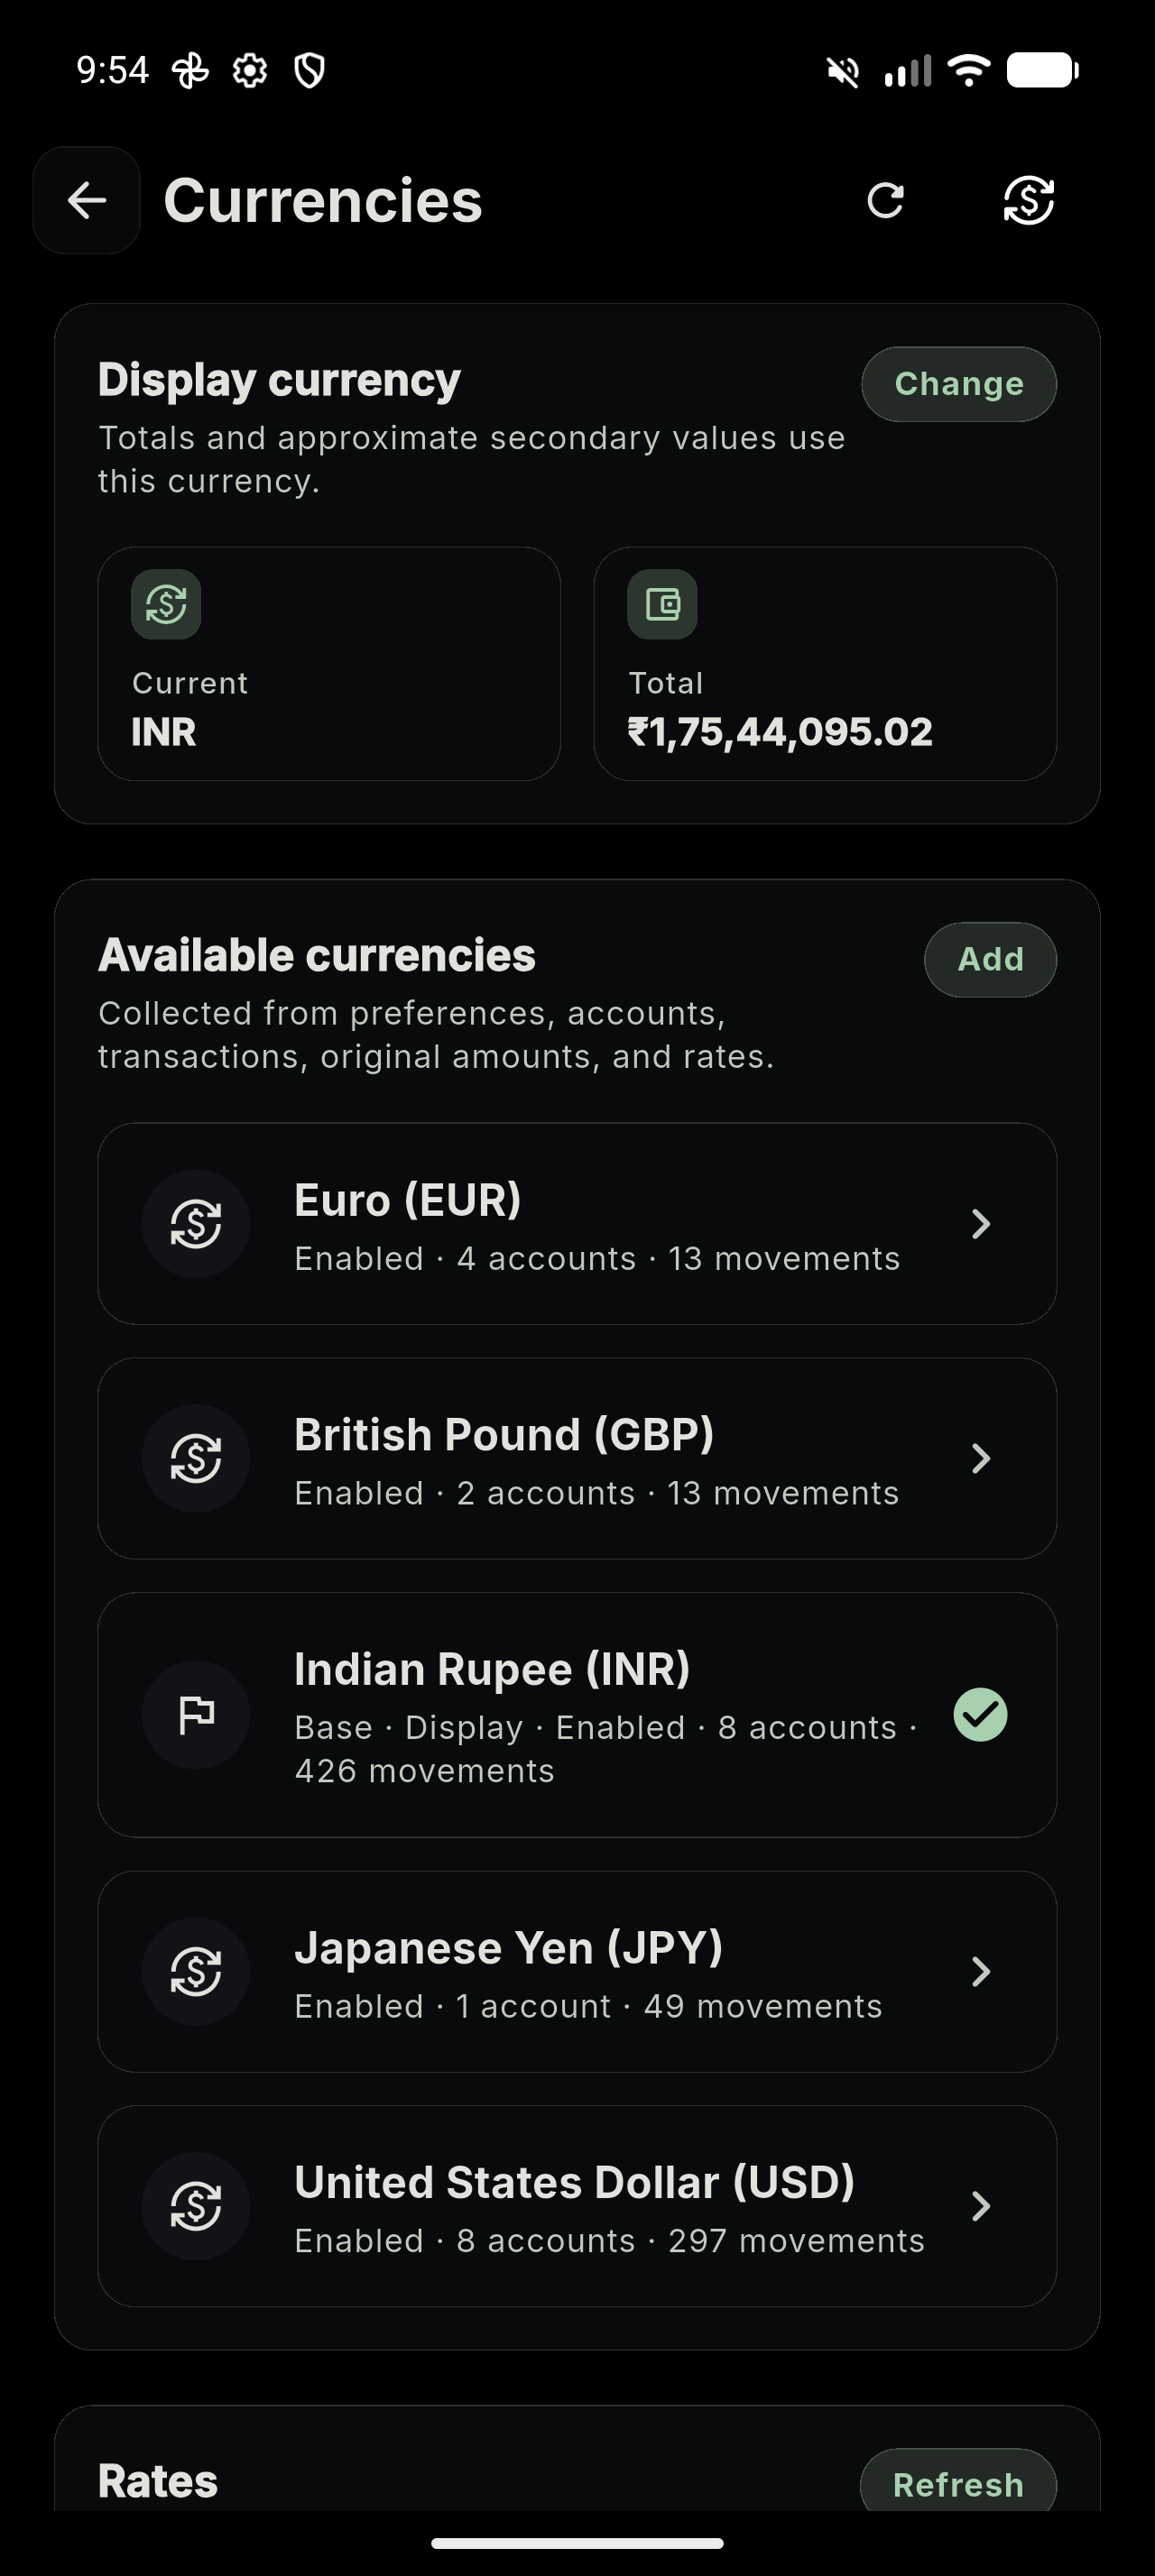 9:54
Currencies
Display currency
Change
Totals and approximate secondary values use
this currency.
Current
INR
Total
₹1,75,44,095.02
Available currencies
Add
Collected from preferences, accounts,
transactions, original amounts, and rates.
Euro (EUR)
Enabled · 4 accounts · 13 movements
British Pound (GBP)
Enabled · 2 accounts · 13 movements
Indian Rupee (INR)
Base · Display · Enabled · 8 accounts ·
426 movements
Japanese Yen (JPY)
Enabled · 1 account · 49 movements
United States Dollar (USD)
Enabled · 8 accounts · 297 movements
Rates
Refresh